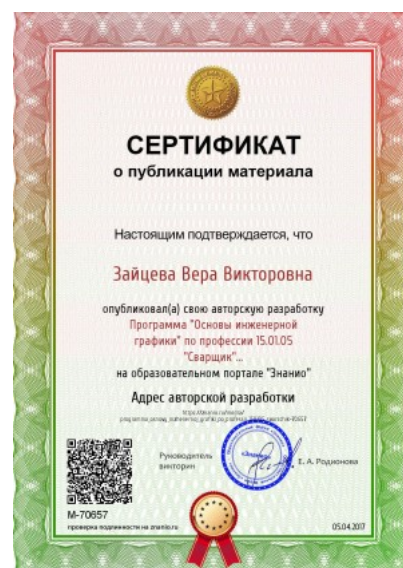 СЕРТИФИКАТ
о публикации материала
Настоящим подтверждается, что
Зайцева Вера Викторовна
опубликовал(а) свою авторскую разработку
Программа "Основы инженерной
графики" по профессии 15.01.05
"Сварщик"...
на образовательном портале "Знанио"
Адрес авторской разработки
Руководитель
викторин
Е. А. Родионова
М-70657
проверка подлинности на znanio.ru
05.04.2017